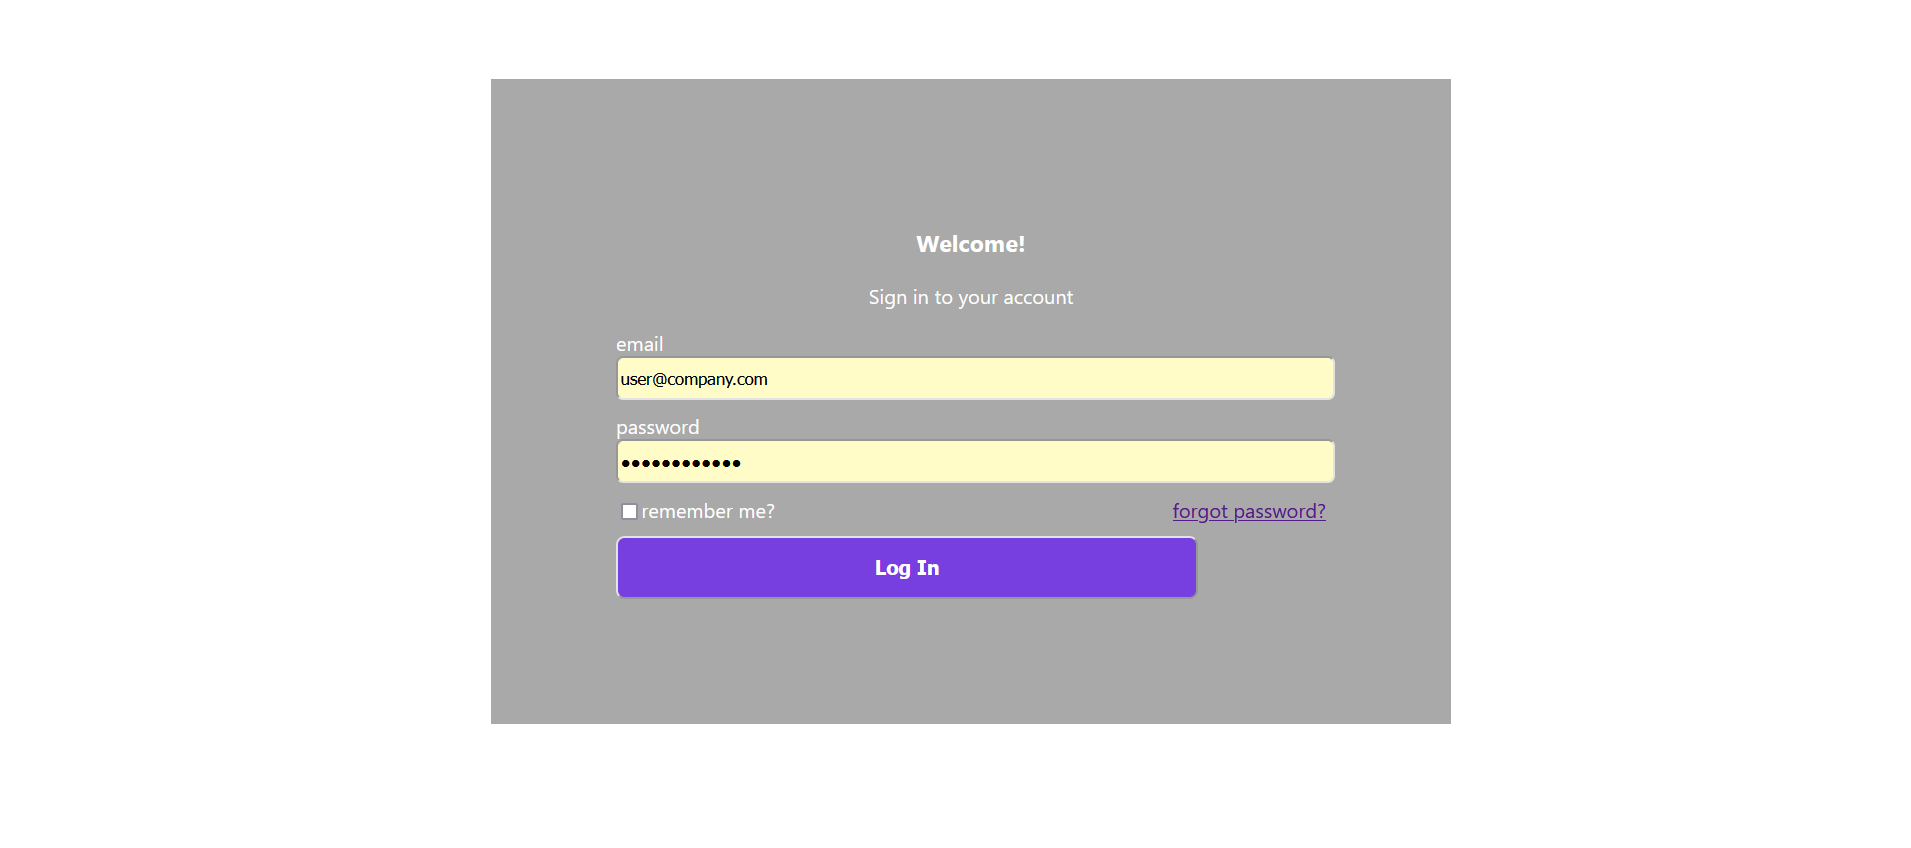 Welcome!
Sign in to your account
email
user@company.com
password
••••••••••••
remember me? forgot password?
Log In